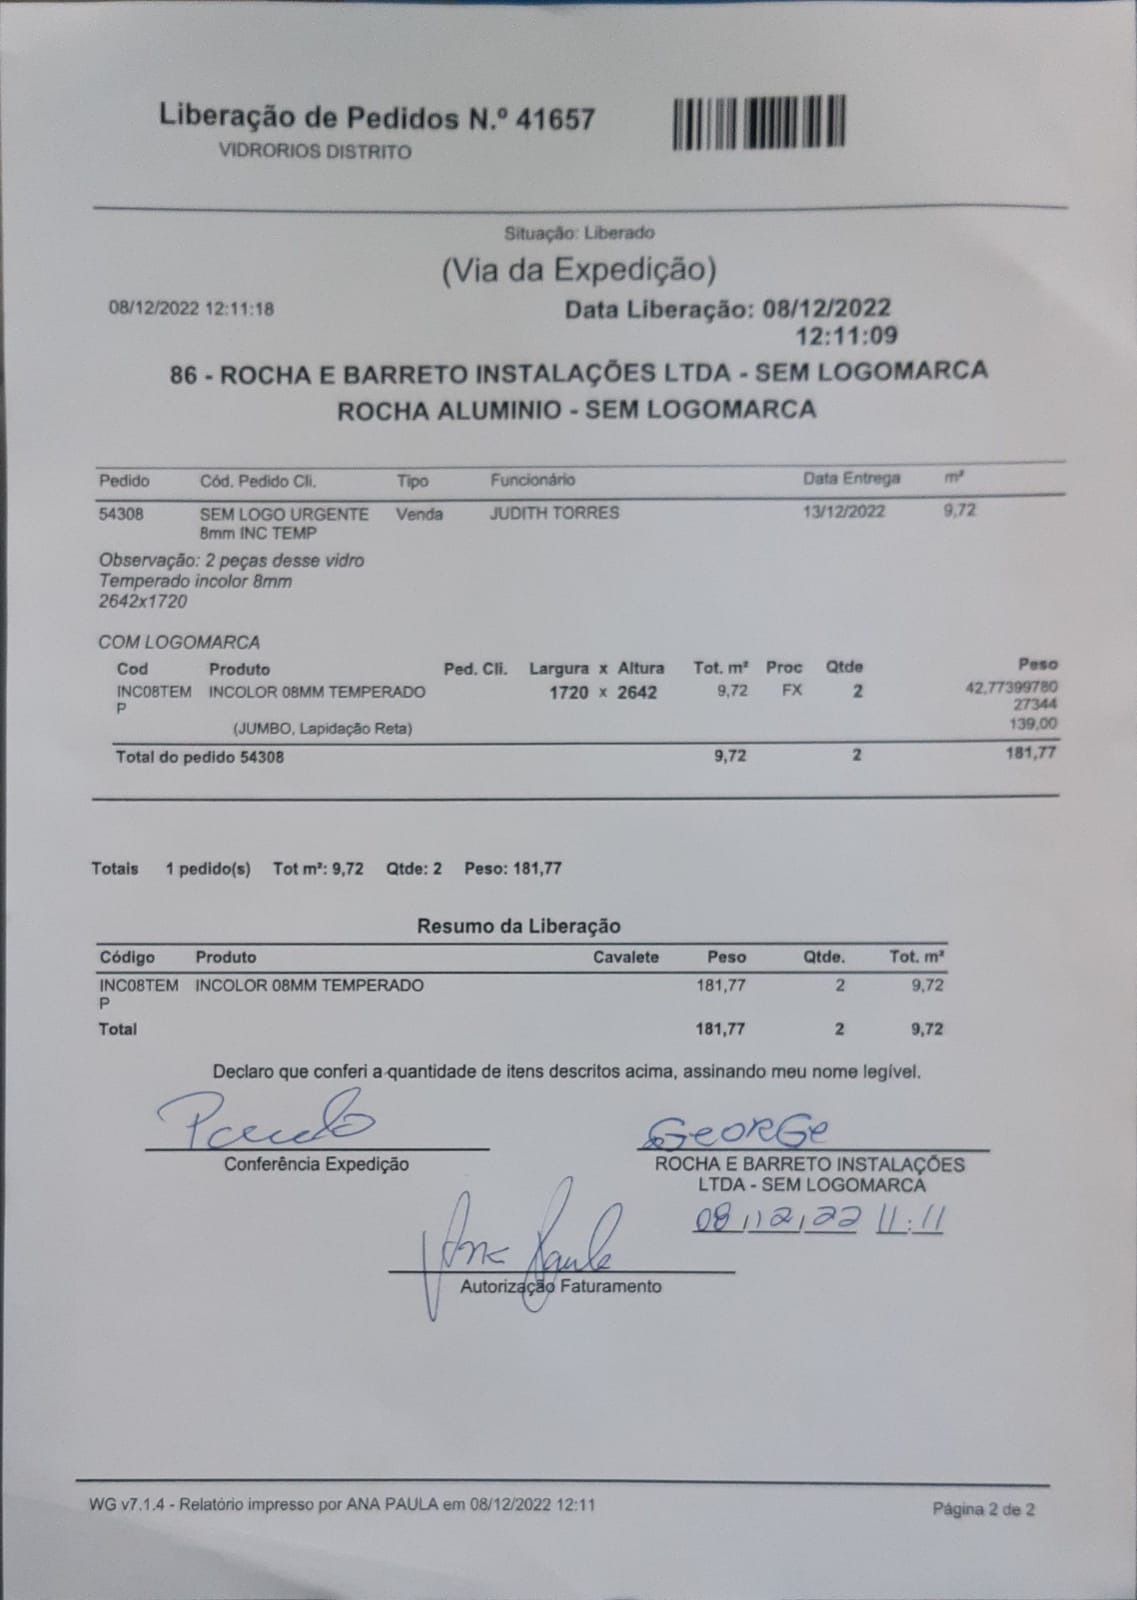 Liberação de Pedidos N.º 41657
VIDRORIOS DISTRITO
Situação: Liberado
(Via da Expedição)
08/12/2022 12:11:18
Data Liberação: 08/12/2022
12:11:09
86 - ROCHA E BARRETO INSTALAÇÕES LTDA - SEM LOGOMARCA
ROCHA ALUMINIO - SEM LOGOMARCA
Pedido Cód. Pedido Cli. Tipo Funcionário Data Entrega m²
54308 SEM LOGO URGENTE Venda JUDITH TORRES 13/12/2022 9,72
8mm INC TEMP
Observação: 2 peças desse vidro
Temperado incolor 8mm
2642x1720
COM LOGOMARCA
Cod Produto Ped. Cli. Largura x Altura Tot. m² Proc Qtde Peso
INC08TEM INCOLOR 08MM TEMPERADO 1720 x 2642 9,72 FX 2 42,77399780
P 27344
(JUMBO, Lapidação Reta) 139,00
Total do pedido 54308 9,72 2 181,77
Totais 1 pedido(s) Tot m²: 9,72 Qtde: 2 Peso: 181,77
Resumo da Liberação
Código Produto Cavalete Peso Qtde. Tot. m²
INC08TEM INCOLOR 08MM TEMPERADO 181,77 2 9,72
P
Total 181,77 2 9,72
Declaro que conferi a quantidade de itens descritos acima, assinando meu nome legível.
GeorGe
Conferência Expedição
ROCHA E BARRETO INSTALAÇÕES
LTDA - SEM LOGOMARCA
08/12/22 11:11
Ana Paula
Autorização Faturamento
WG v7.1.4 - Relatório impresso por ANA PAULA em 08/12/2022 12:11
Página 2 de 2